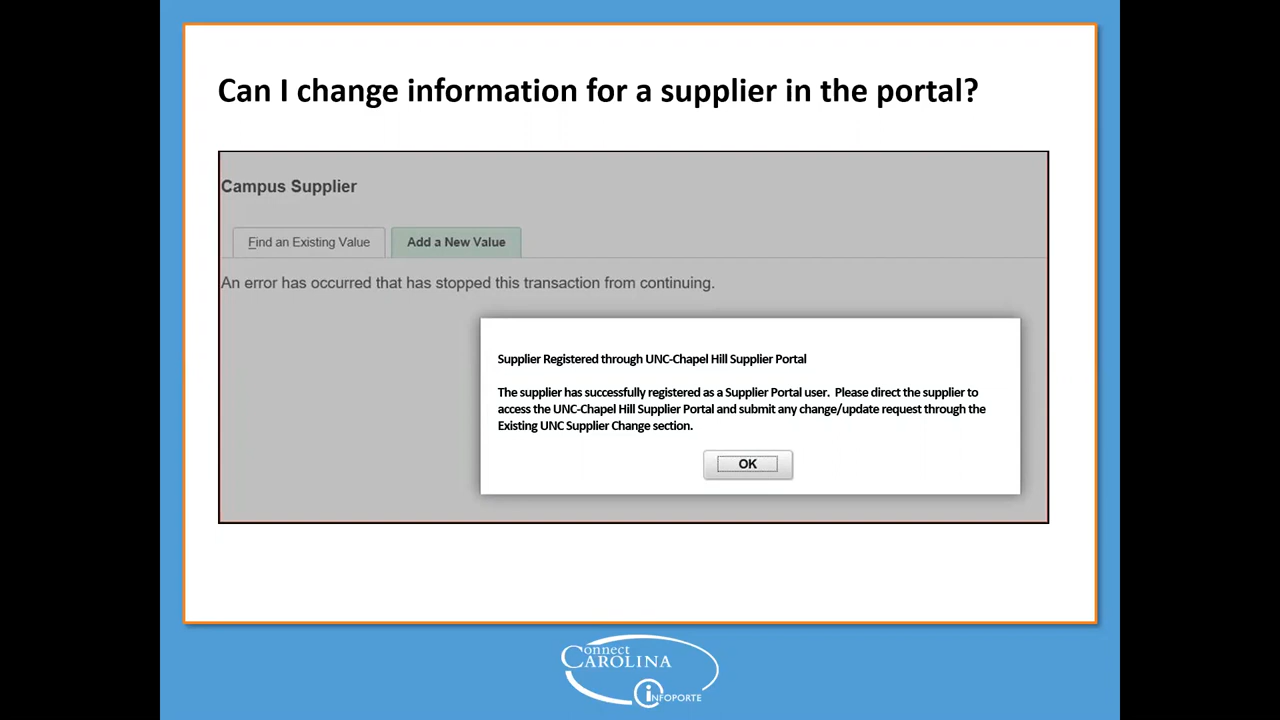 Can I change information for a supplier in the portal?
Campus Supplier
Find an Existing Value
Add a New Value
An error has occurred that has stopped this transaction from continuing.
Supplier Registered through UNC-Chapel Hill Supplier Portal
The supplier has successfully registered as a Supplier Portal user. Please direct the supplier to
access the UNC-Chapel Hill Supplier Portal and submit any change/update request through the
Existing UNC Supplier Change section.
OK
Connect
CAROLINA
INFOPORTE